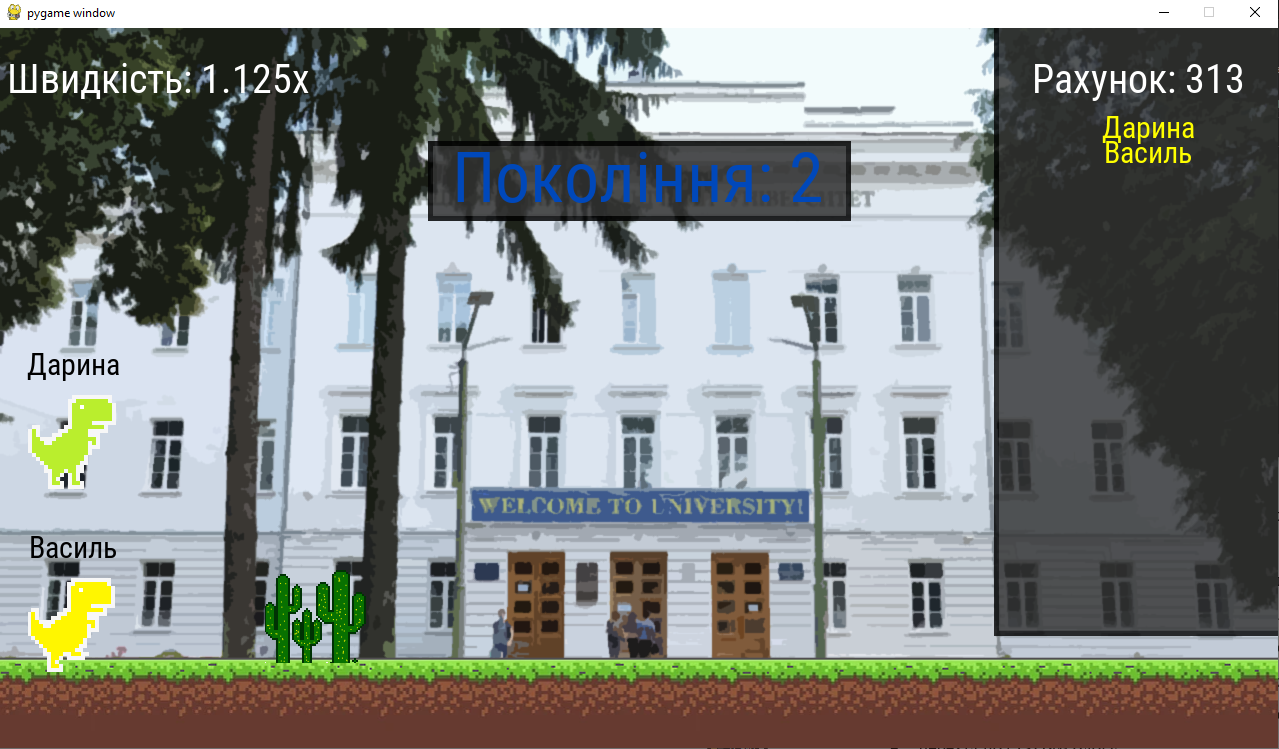 pygame window
Швидкість: 1.125x
Рахунок: 313
Дарина
Василь
Покоління: 2
Дарина
WELCOME TO UNIVERSITY!
Василь